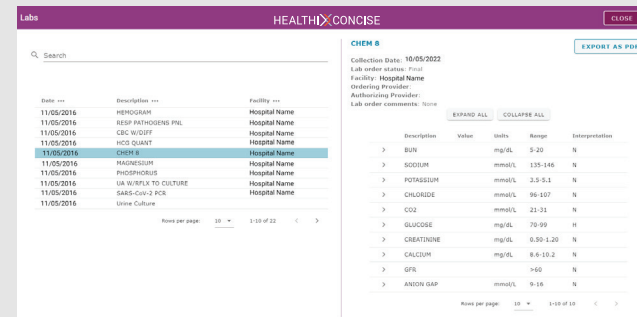 Labs
HEALTHIXCONCISE
CLOSE
Search
Date ••• Description ••• Facility •••
11/05/2016 HEMOGRAM Hospital Name
11/05/2016 RESP PATHOGENS PNL Hospital Name
11/05/2016 CBC W/DIFF Hospital Name
11/05/2016 HCG QUANT Hospital Name
11/05/2016 CHEM 8 Hospital Name
11/05/2016 MAGNESIUM Hospital Name
11/05/2016 PHOSPHORUS Hospital Name
11/05/2016 UA W/RFLX TO CULTURE Hospital Name
11/05/2016 SARS-CoV-2 PCR Hospital Name
11/05/2016 Urine Culture
Rows per page: 10 1-10 of 22
CHEM 8
EXPORT AS PDF
Collection Date: 10/05/2022
Lab order status: Final
Facility: Hospital Name
Ordering Provider:
Authorizing Provider:
Lab order comments: None
EXPAND ALL COLLAPSE ALL
Description Value Units Range Interpretation
BUN mg/dL 5-20 N
SODIUM mmol/L 135-146 N
POTASSIUM mmol/L 3.5-5.1 N
CHLORIDE mmol/L 96-107 N
CO2 mmol/L 21-31 N
GLUCOSE mg/dL 70-99 H
CREATININE mg/dL 0.50-1.20 N
CALCIUM mg/dL 8.6-10.2 N
GFR >60 N
ANION GAP mmol/L 9-16 N
Rows per page: 10 1-10 of 10